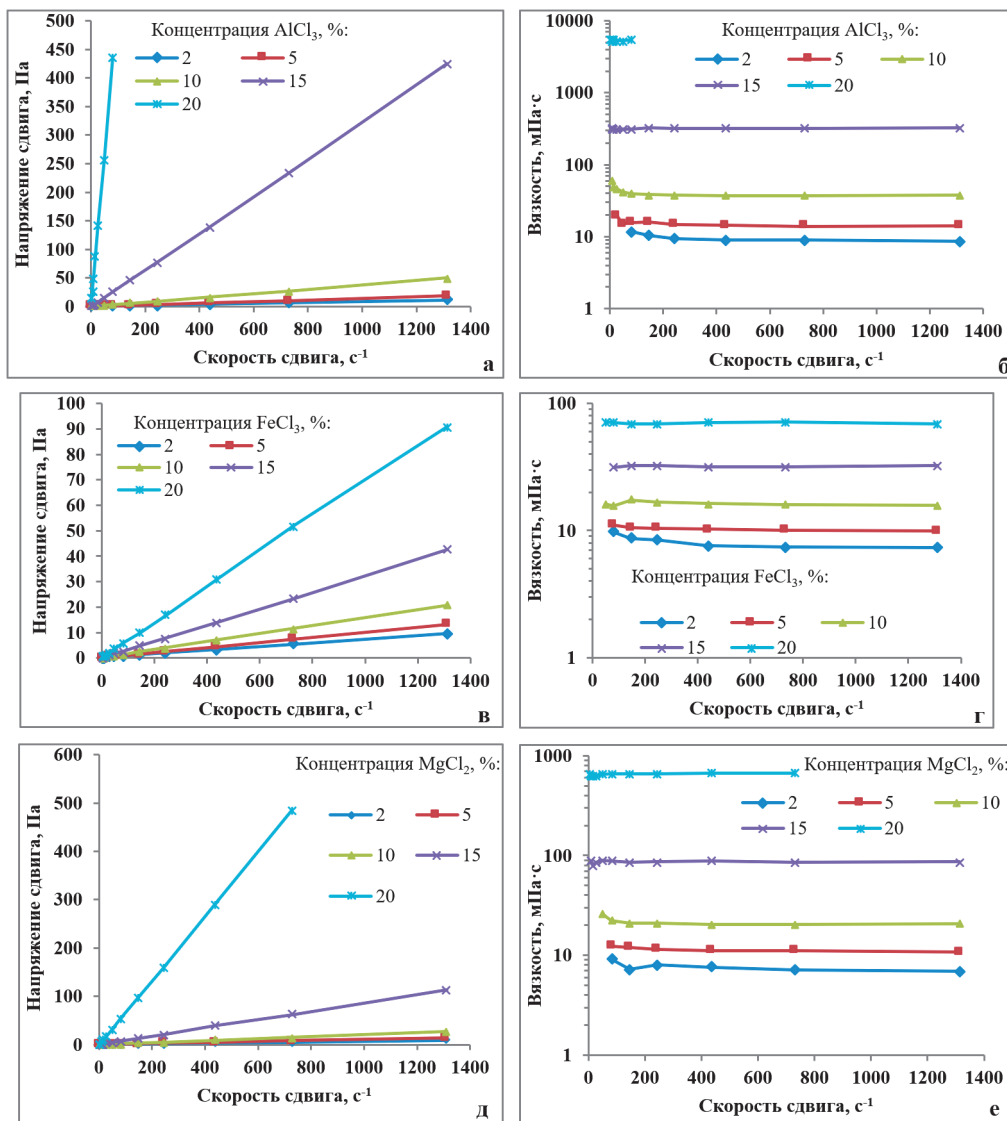 Концентрация AlCl3, %:
2
5
10
15
20
Напряжение сдвига, Па
500
450
400
350
300
250
200
150
100
50
0
0 200 400 600 800 1000 1200 1400
Скорость сдвига, с-1
а
Концентрация AlCl3, %:
2
5
10
15
20
Вязкость, мПа·с
10000
1000
100
10
1
0 200 400 600 800 1000 1200 1400
Скорость сдвига, с-1
б
Концентрация FeCl3, %:
2
5
10
15
20
Напряжение сдвига, Па
100
90
80
70
60
50
40
30
20
10
0
0 200 400 600 800 1000 1200 1400
Скорость сдвига, с-1
в
Вязкость, мПа·с
100
10
1
Концентрация FeCl3, %:
2
5
10
15
20
0 200 400 600 800 1000 1200 1400
Скорость сдвига, с-1
г
Концентрация MgCl2, %:
2
5
10
15
20
Напряжение сдвига, Па
600
500
400
300
200
100
0
0 200 400 600 800 1000 1200 1400
Скорость сдвига, с-1
д
Концентрация MgCl2, %:
2
5
10
15
20
Вязкость, мПа·с
1000
100
10
1
0 200 400 600 800 1000 1200 1400
Скорость сдвига, с-1
е